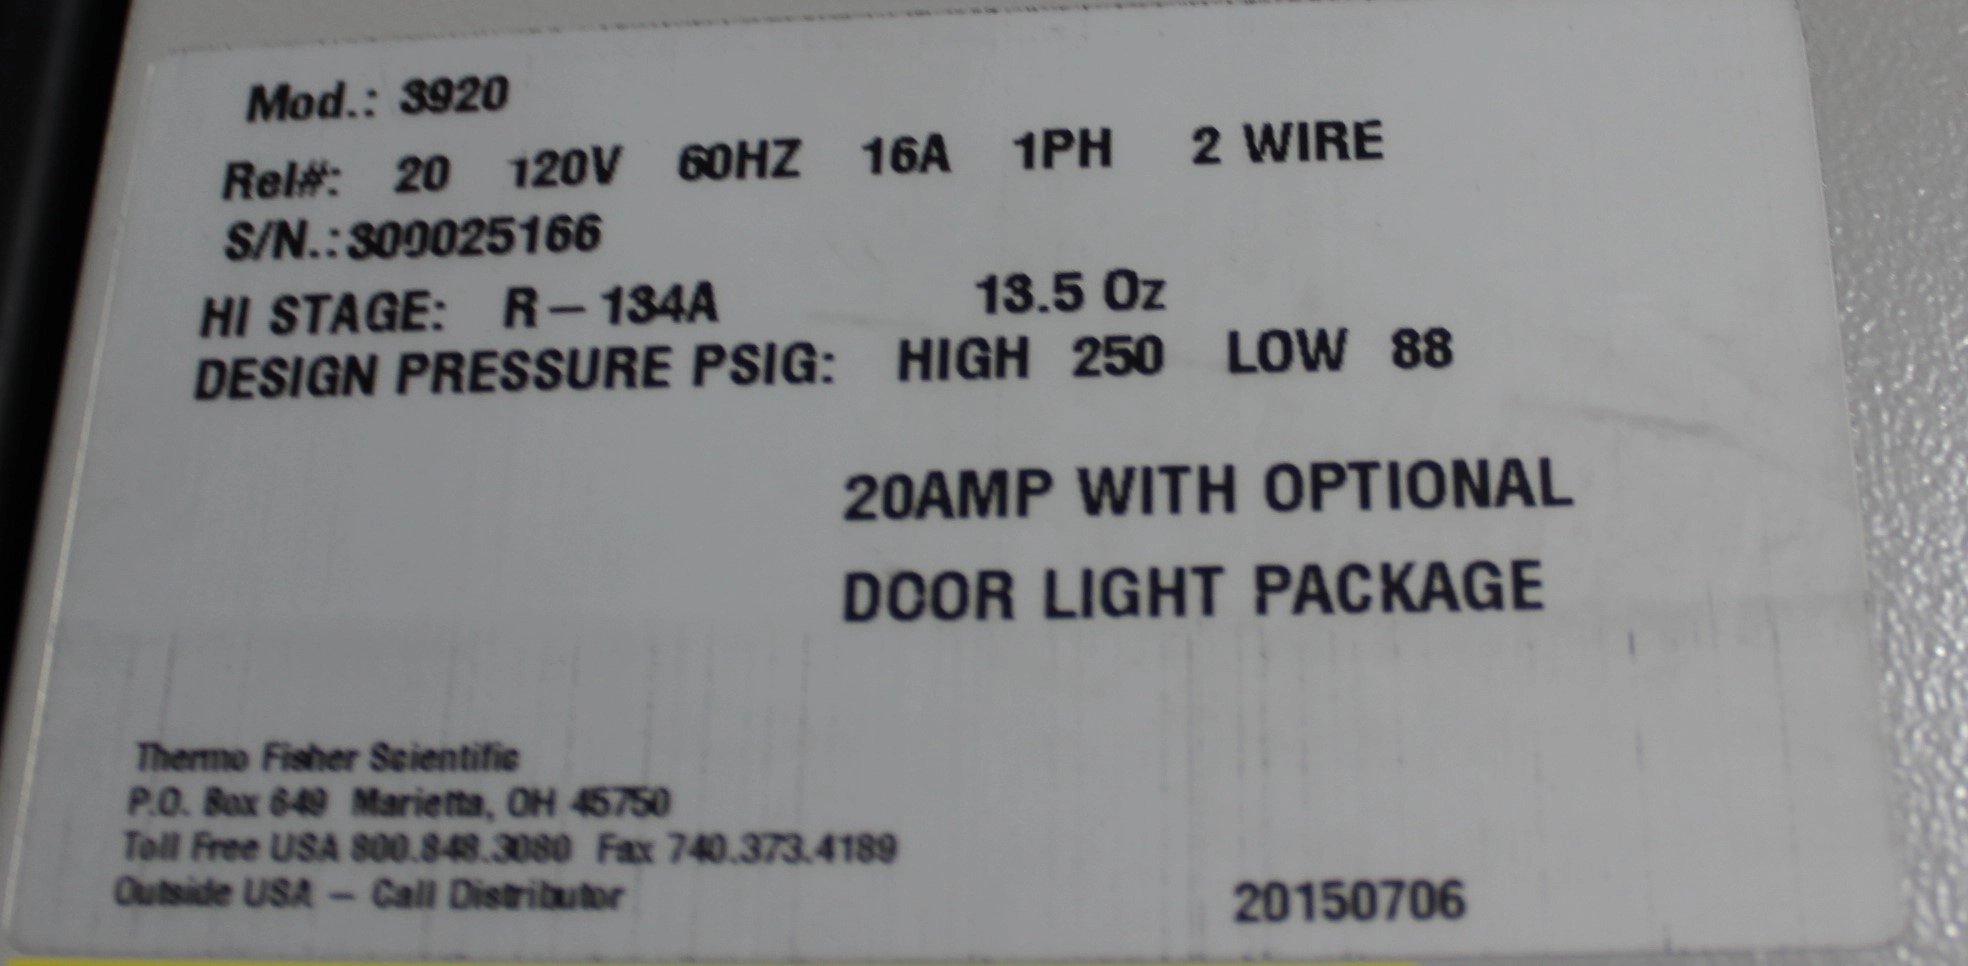 Mod.: 3920
Rel#: 20 120V 60HZ 16A 1PH 2 WIRE
S/N.:300025166
HI STAGE: R-134A 13.5 Oz
DESIGN PRESSURE PSIG: HIGH 250 LOW 88
20AMP WITH OPTIONAL
DOOR LIGHT PACKAGE
Thermo Fisher Scientific
P.O. Box 649 Marietta, OH 45750
Toll Free USA 800.848.3080 Fax 740.373.4189
Outside USA – Call Distributor
20150706